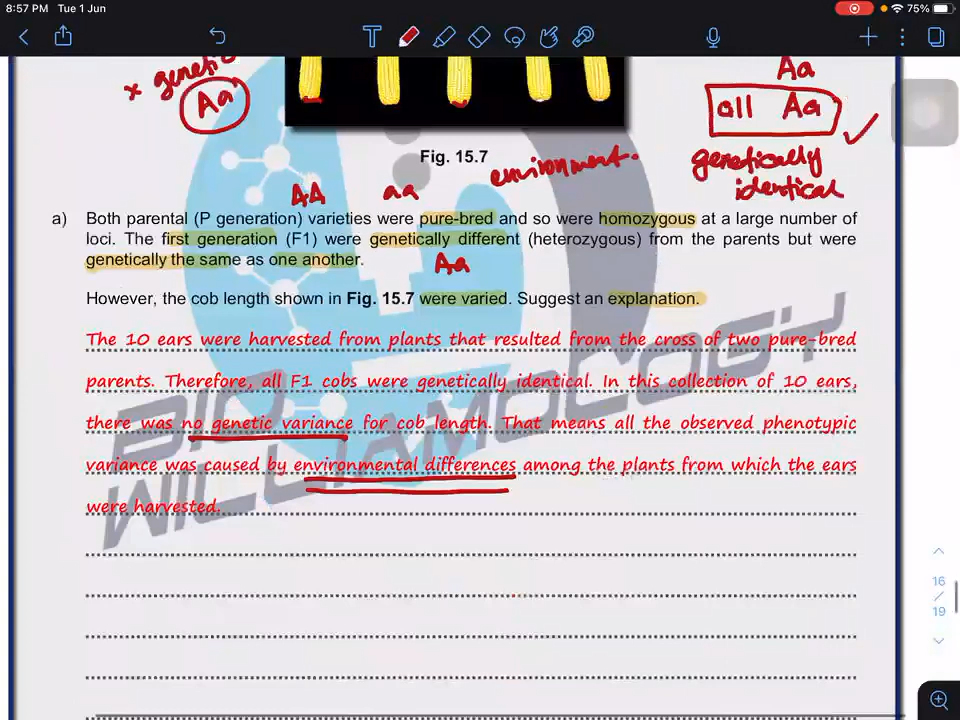 8:57 PM Tue 1 Jun
75%
x genetic
Aa
Aa
all Aa
genetically
identical
Fig. 15.7
environment.
AA
aa
a) Both parental (P generation) varieties were pure-bred and so were homozygous at a large number of
loci. The first generation (F1) were genetically different (heterozygous) from the parents but were
genetically the same as one another.
Aa
However, the cob length shown in Fig. 15.7 were varied. Suggest an explanation.
The 10 ears were harvested from plants that resulted from the cross of two pure-bred
parents. Therefore, all F1 cobs were genetically identical. In this collection of 10 ears,
there was no genetic variance for cob length. That means all the observed phenotypic
variance was caused by environmental differences among the plants from which the ears
were harvested.
BIO
WILLIAMOLOGY
16
/
19